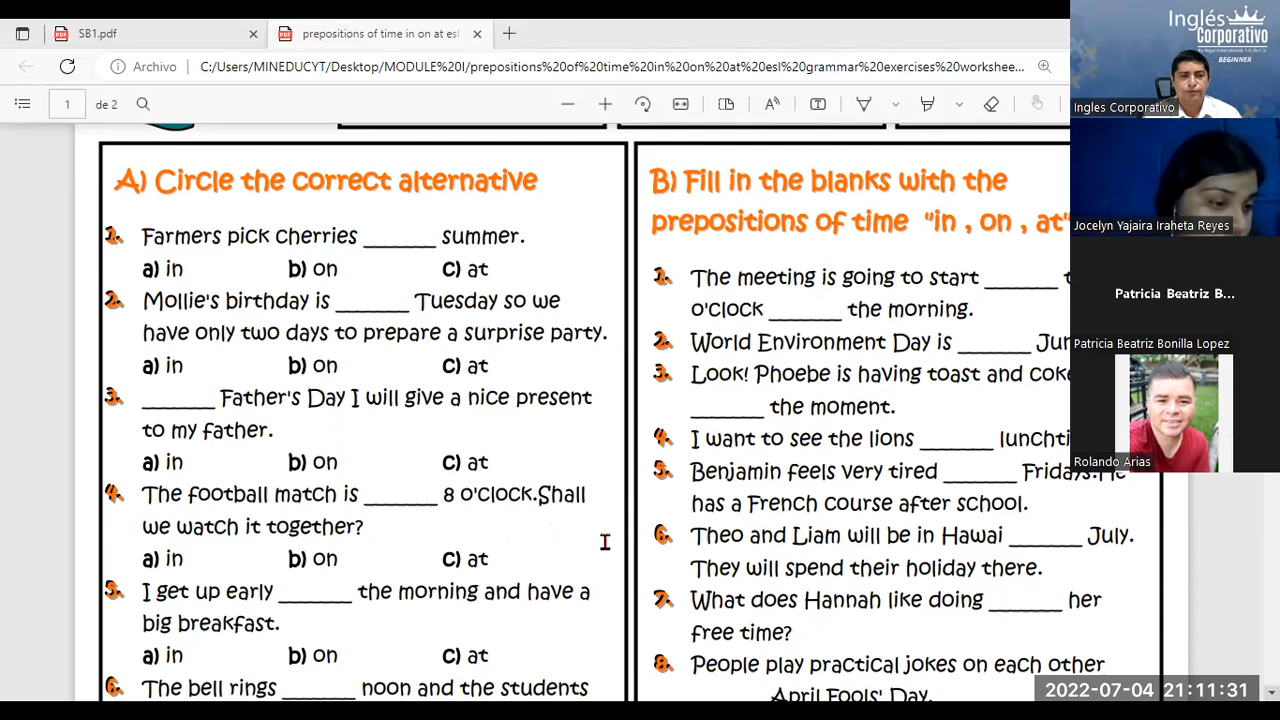 SB1.pdf
prepositions of time in on at esl
Archivo
C:/Users/MINEDUCYT/Desktop/MODULE%20I/prepositions%20of%20time%20in%20on%20at%20esl%20grammar%20exercises%20workshee...
1 de 2
A) Circle the correct alternative
1. Farmers pick cherries _______ summer.
a) in b) on c) at
2. Mollie's birthday is _______ Tuesday so we
have only two days to prepare a surprise party.
a) in b) on c) at
3. _______ Father's Day I will give a nice present
to my father.
a) in b) on c) at
4. The football match is _______ 8 o'clock.Shall
we watch it together?
a) in b) on c) at
5. I get up early _______ the morning and have a
big breakfast.
a) in b) on c) at
6. The bell rings _______ noon and the students
B) Fill in the blanks with the
prepositions of time "in , on , at"
1. The meeting is going to start _______
o'clock _______ the morning.
2. World Environment Day is _______
3. Look! Phoebe is having toast and coke
_______ the moment.
4. I want to see the lions _______
5. Benjamin feels very tired _______ Fridays.He
has a French course after school.
6. Theo and Liam will be in Hawai _______ July.
They will spend their holiday there.
7. What does Hannah like doing _______ her
free time?
8. People play practical jokes on each other
_______ April Fools' Day.
Inglés
Corporativo
BEGINNER
Ingles Corporativo
Jocelyn Yajaira Iraheta Reyes
Patricia Beatriz B...
Patricia Beatriz Bonilla Lopez
Rolando Arias
2022-07-04 21:11:31